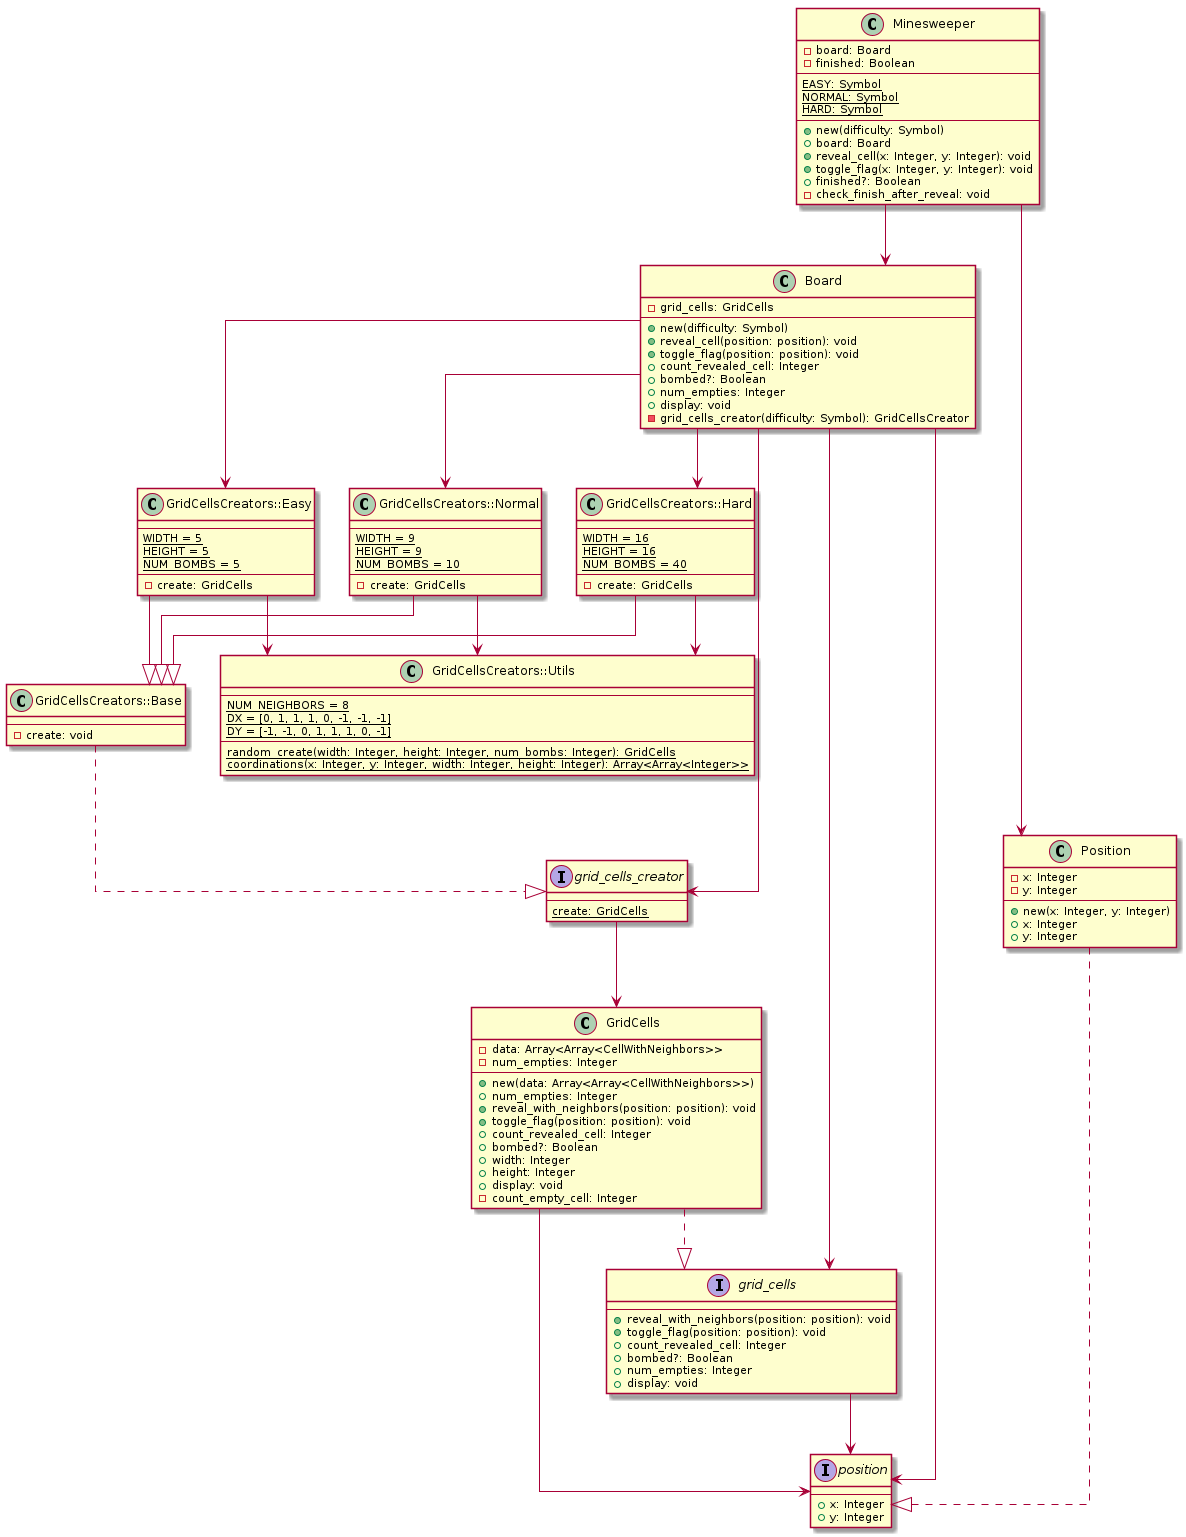 C Minesweeper
board: Board
finished: Boolean
EASY: Symbol
NORMAL: Symbol
HARD: Symbol
new(difficulty: Symbol)
board: Board
reveal_cell(x: Integer, y: Integer): void
toggle_flag(x: Integer, y: Integer): void
finished?: Boolean
check_finish_after_reveal: void
C Board
grid_cells: GridCells
new(difficulty: Symbol)
reveal_cell(position: position): void
toggle_flag(position: position): void
count_revealed_cell: Integer
bombed?: Boolean
num_empties: Integer
display: void
grid_cells_creator(difficulty: Symbol): GridCellsCreator
C GridCellsCreators::Easy
WIDTH = 5
HEIGHT = 5
NUM_BOMBS = 5
create: GridCells
C GridCellsCreators::Normal
WIDTH = 9
HEIGHT = 9
NUM_BOMBS = 10
create: GridCells
C GridCellsCreators::Hard
WIDTH = 16
HEIGHT = 16
NUM_BOMBS = 40
create: GridCells
C GridCellsCreators::Base
create: void
C GridCellsCreators::Utils
NUM_NEIGHBORS = 8
DX = [0, 1, 1, 1, 0, -1, -1, -1]
DY = [-1, -1, 0, 1, 1, 1, 0, -1]
random_create(width: Integer, height: Integer, num_bombs: Integer): GridCells
coordinations(x: Integer, y: Integer, width: Integer, height: Integer): Array<Array<Integer>>
I grid_cells_creator
create: GridCells
C Position
x: Integer
y: Integer
new(x: Integer, y: Integer)
x: Integer
y: Integer
C GridCells
data: Array<Array<CellWithNeighbors>>
num_empties: Integer
new(data: Array<Array<CellWithNeighbors>>)
num_empties: Integer
reveal_with_neighbors(position: position): void
toggle_flag(position: position): void
count_revealed_cell: Integer
bombed?: Boolean
width: Integer
height: Integer
display: void
count_empty_cell: Integer
I grid_cells
reveal_with_neighbors(position: position): void
toggle_flag(position: position): void
count_revealed_cell: Integer
bombed?: Boolean
num_empties: Integer
display: void
I position
x: Integer
y: Integer